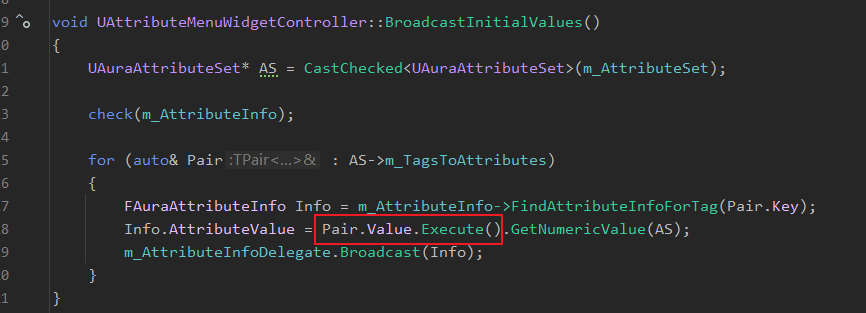 9 void UAttributeMenuWidgetController::BroadcastInitialValues()
0 {
1 UAuraAttributeSet* AS = CastChecked<UAuraAttributeSet>(m_AttributeSet);
2
3 check(m_AttributeInfo);
4
5 for (auto& Pair :TPair<...>& : AS->m_TagsToAttributes)
6 {
7 FAuraAttributeInfo Info = m_AttributeInfo->FindAttributeInfoForTag(Pair.Key);
8 Info.AttributeValue = Pair.Value.Execute().GetNumericValue(AS);
9 m_AttributeInfoDelegate.Broadcast(Info);
0 }
1 }